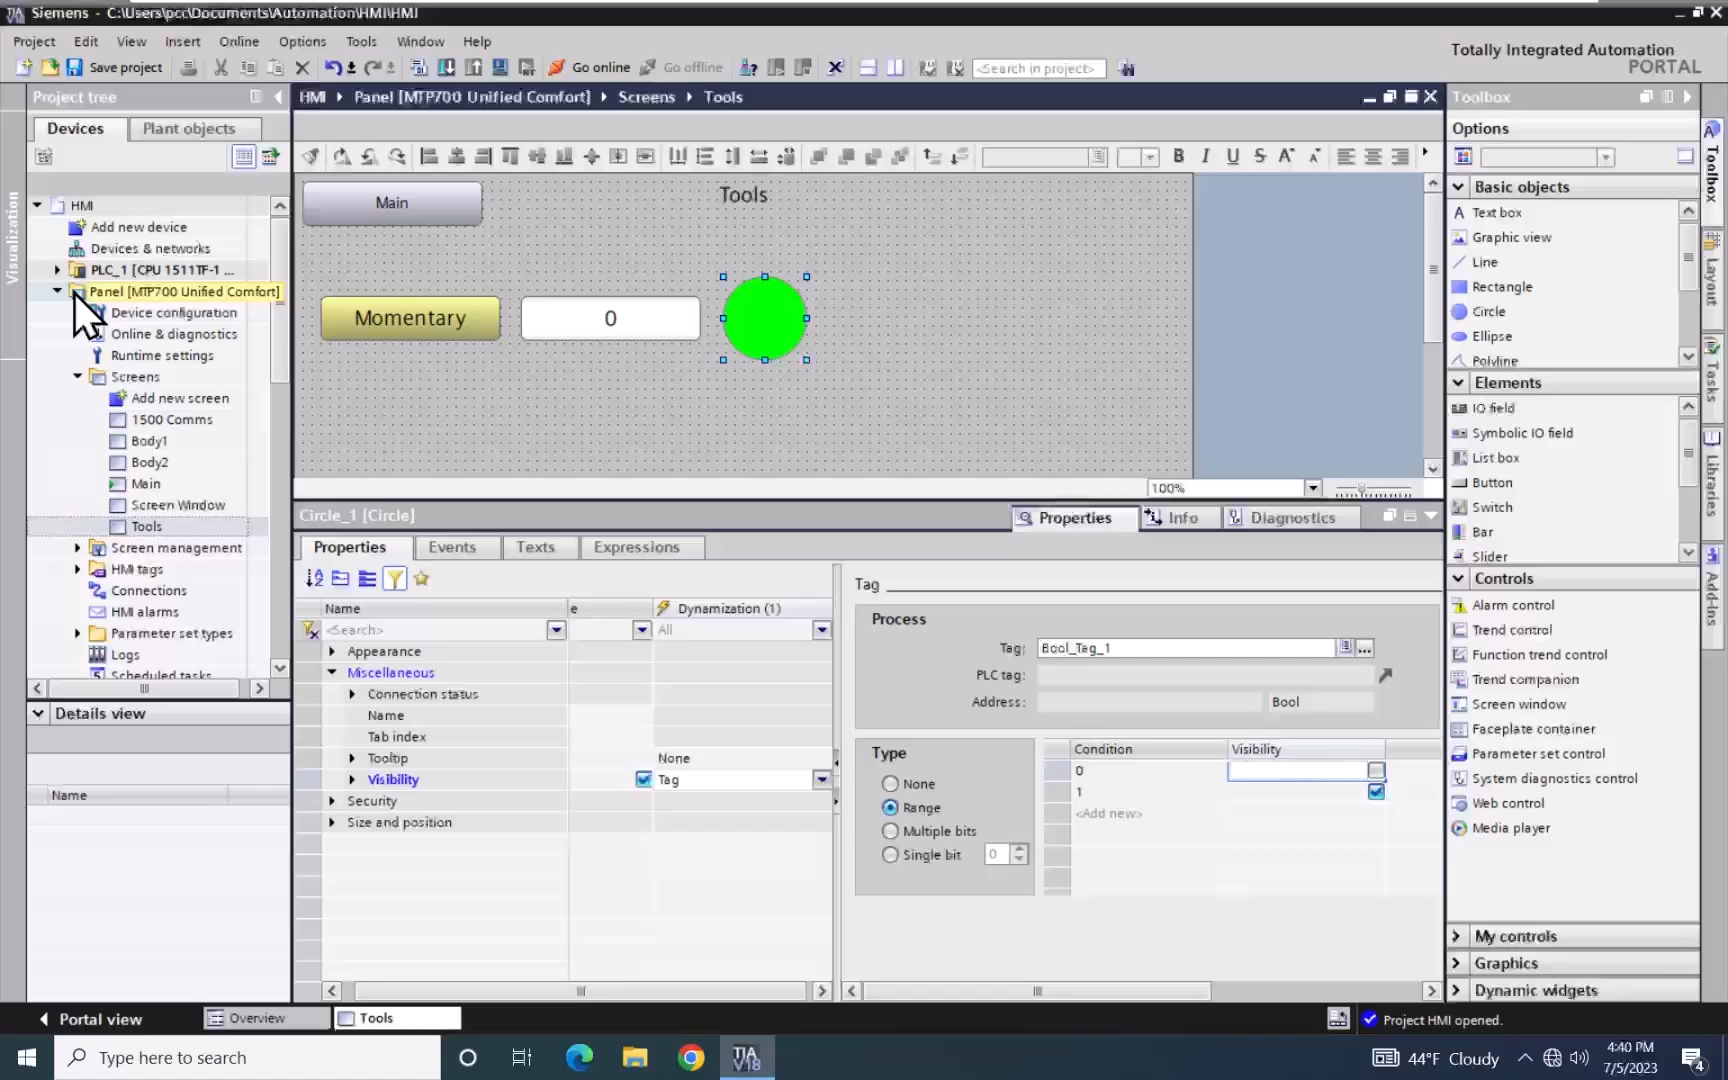 Siemens - C:\Users\pcc\Documents\Automation\HMI\HMI
Project Edit View Insert Online Options Tools Window Help
Totally Integrated Automation
PORTAL
Save project
Go online
Go offline
<Search in project>
Project tree
HMI Panel [MTP700 Unified Comfort] Screens Tools
Toolbox
Devices
Plant objects
Options
Visualization
HMI
Add new device
Devices & networks
PLC_1 [CPU 1511TF-1 ...
Panel [MTP700 Unified Comfort]
Device configuration
Online & diagnostics
Runtime settings
Screens
Add new screen
1500 Comms
Body1
Body2
Main
Screen Window
Tools
Screen management
HMI tags
Connections
HMI alarms
Parameter set types
Logs
Scheduled tasks
Details view
Name
B I U S A A
Main
Tools
Momentary
0
100%
Circle_1 [Circle]
Properties
Info
Diagnostics
Properties
Events
Texts
Expressions
Name
e
Dynamization (1)
<Search>
All
Appearance
Miscellaneous
Connection status
Name
Tab index
Tooltip
None
Visibility
Tag
Security
Size and position
Tag
Process
Tag:
Bool_Tag_1
PLC tag:
Address:
Bool
Type
None
Range
Multiple bits
Single bit
0
Condition
Visibility
0
1
<Add new>
Basic objects
A Text box
Graphic view
Line
Rectangle
Circle
Ellipse
Polyline
Elements
IO field
Symbolic IO field
List box
Button
Switch
Bar
Slider
Controls
Alarm control
Trend control
Function trend control
Trend companion
Screen window
Faceplate container
Parameter set control
System diagnostics control
Web control
Media player
My controls
Graphics
Dynamic widgets
Toolbox
Layout
Tasks
Libraries
Add-Ins
Portal view
Overview
Tools
Project HMI opened.
Type here to search
TIA
V18
44°F Cloudy
4:40 PM
7/5/2023
4